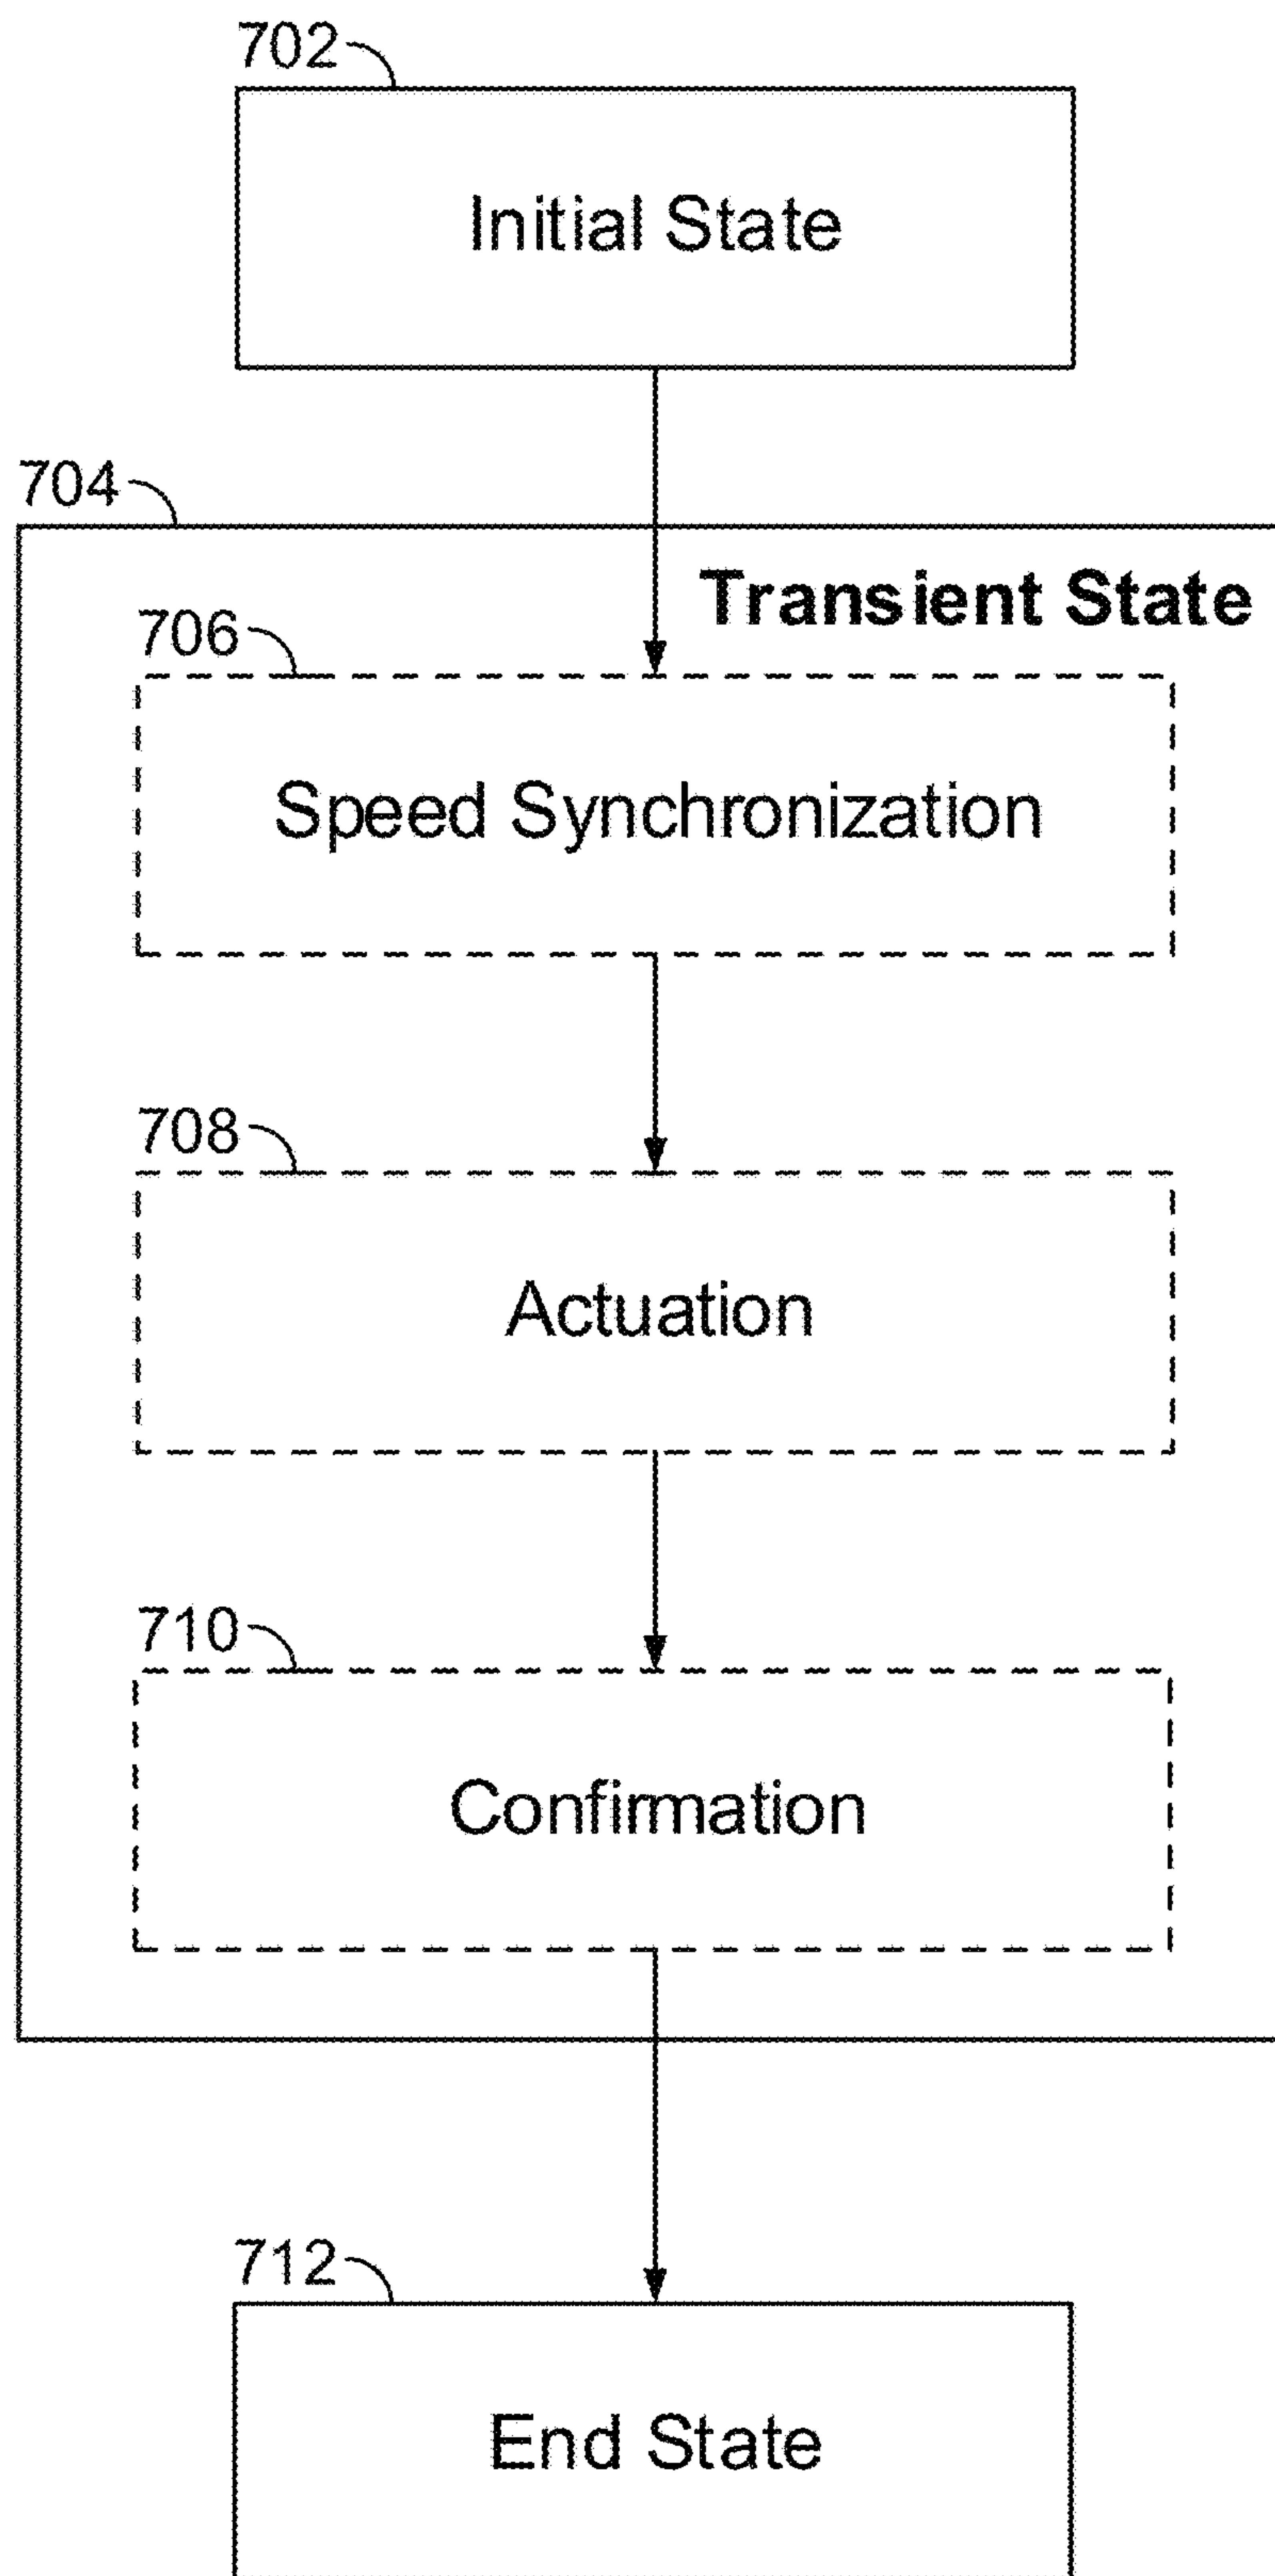 702
Initial State
704
Transient State
706
Speed Synchronization
708
Actuation
710
Confirmation
712
End State